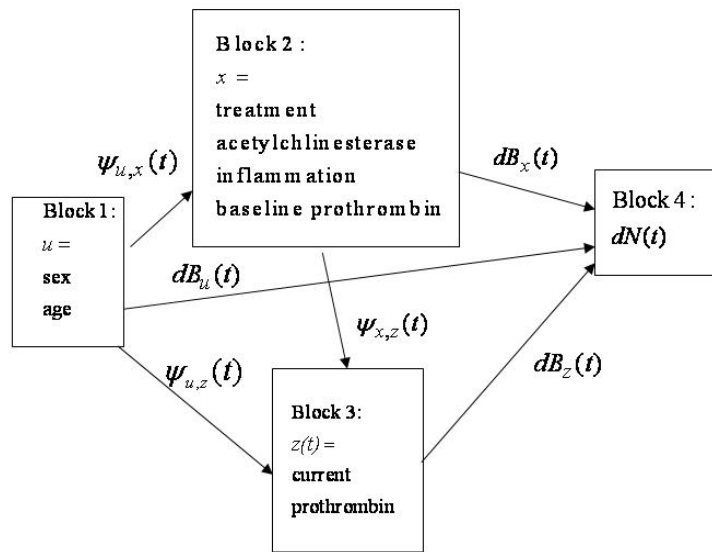 Block 2 :
x =
treatment
acetylchlinesterase
inflammation
baseline prothrombin
ψu,x(t)
dBx(t)
Block 1:
u =
sex
age
Block 4 :
dN(t)
dBu(t)
ψx,z(t)
ψu,z(t)
dBz(t)
Block 3:
z(t) =
current
prothrombin